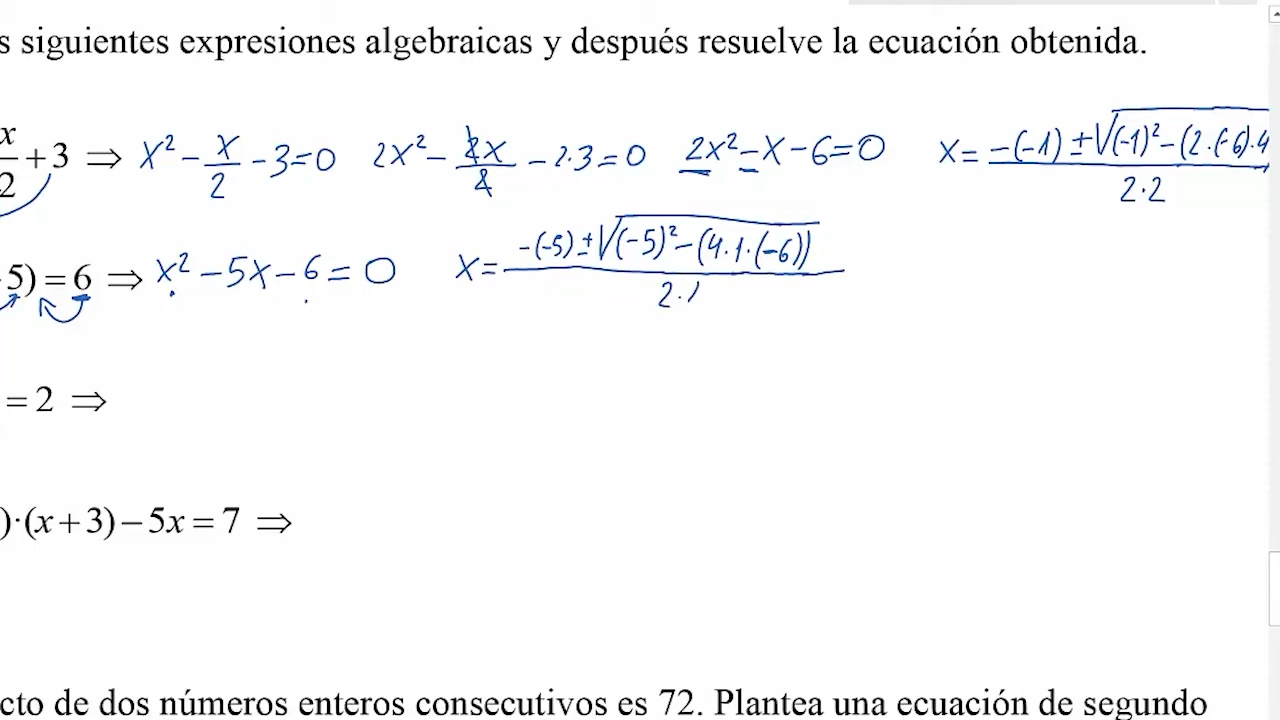 s siguientes expresiones algebraicas y después resuelve la ecuación obtenida.
x/2 + 3 ⇒ x² - x/2 - 3 = 0 2x² - 2x/2 - 2·3 = 0 2x² - x - 6 = 0 x = (-(-1) ± √((-1)² - (2·(-6)·4)/(2·2)
5) = 6 ⇒ x² - 5x - 6 = 0 x = (-(-5) ± √((-5)² - (4·1·(-6))))/(2·1)
= 2 ⇒
)·(x+3) - 5x = 7 ⇒
cto de dos números enteros consecutivos es 72. Plantea una ecuación de segundo